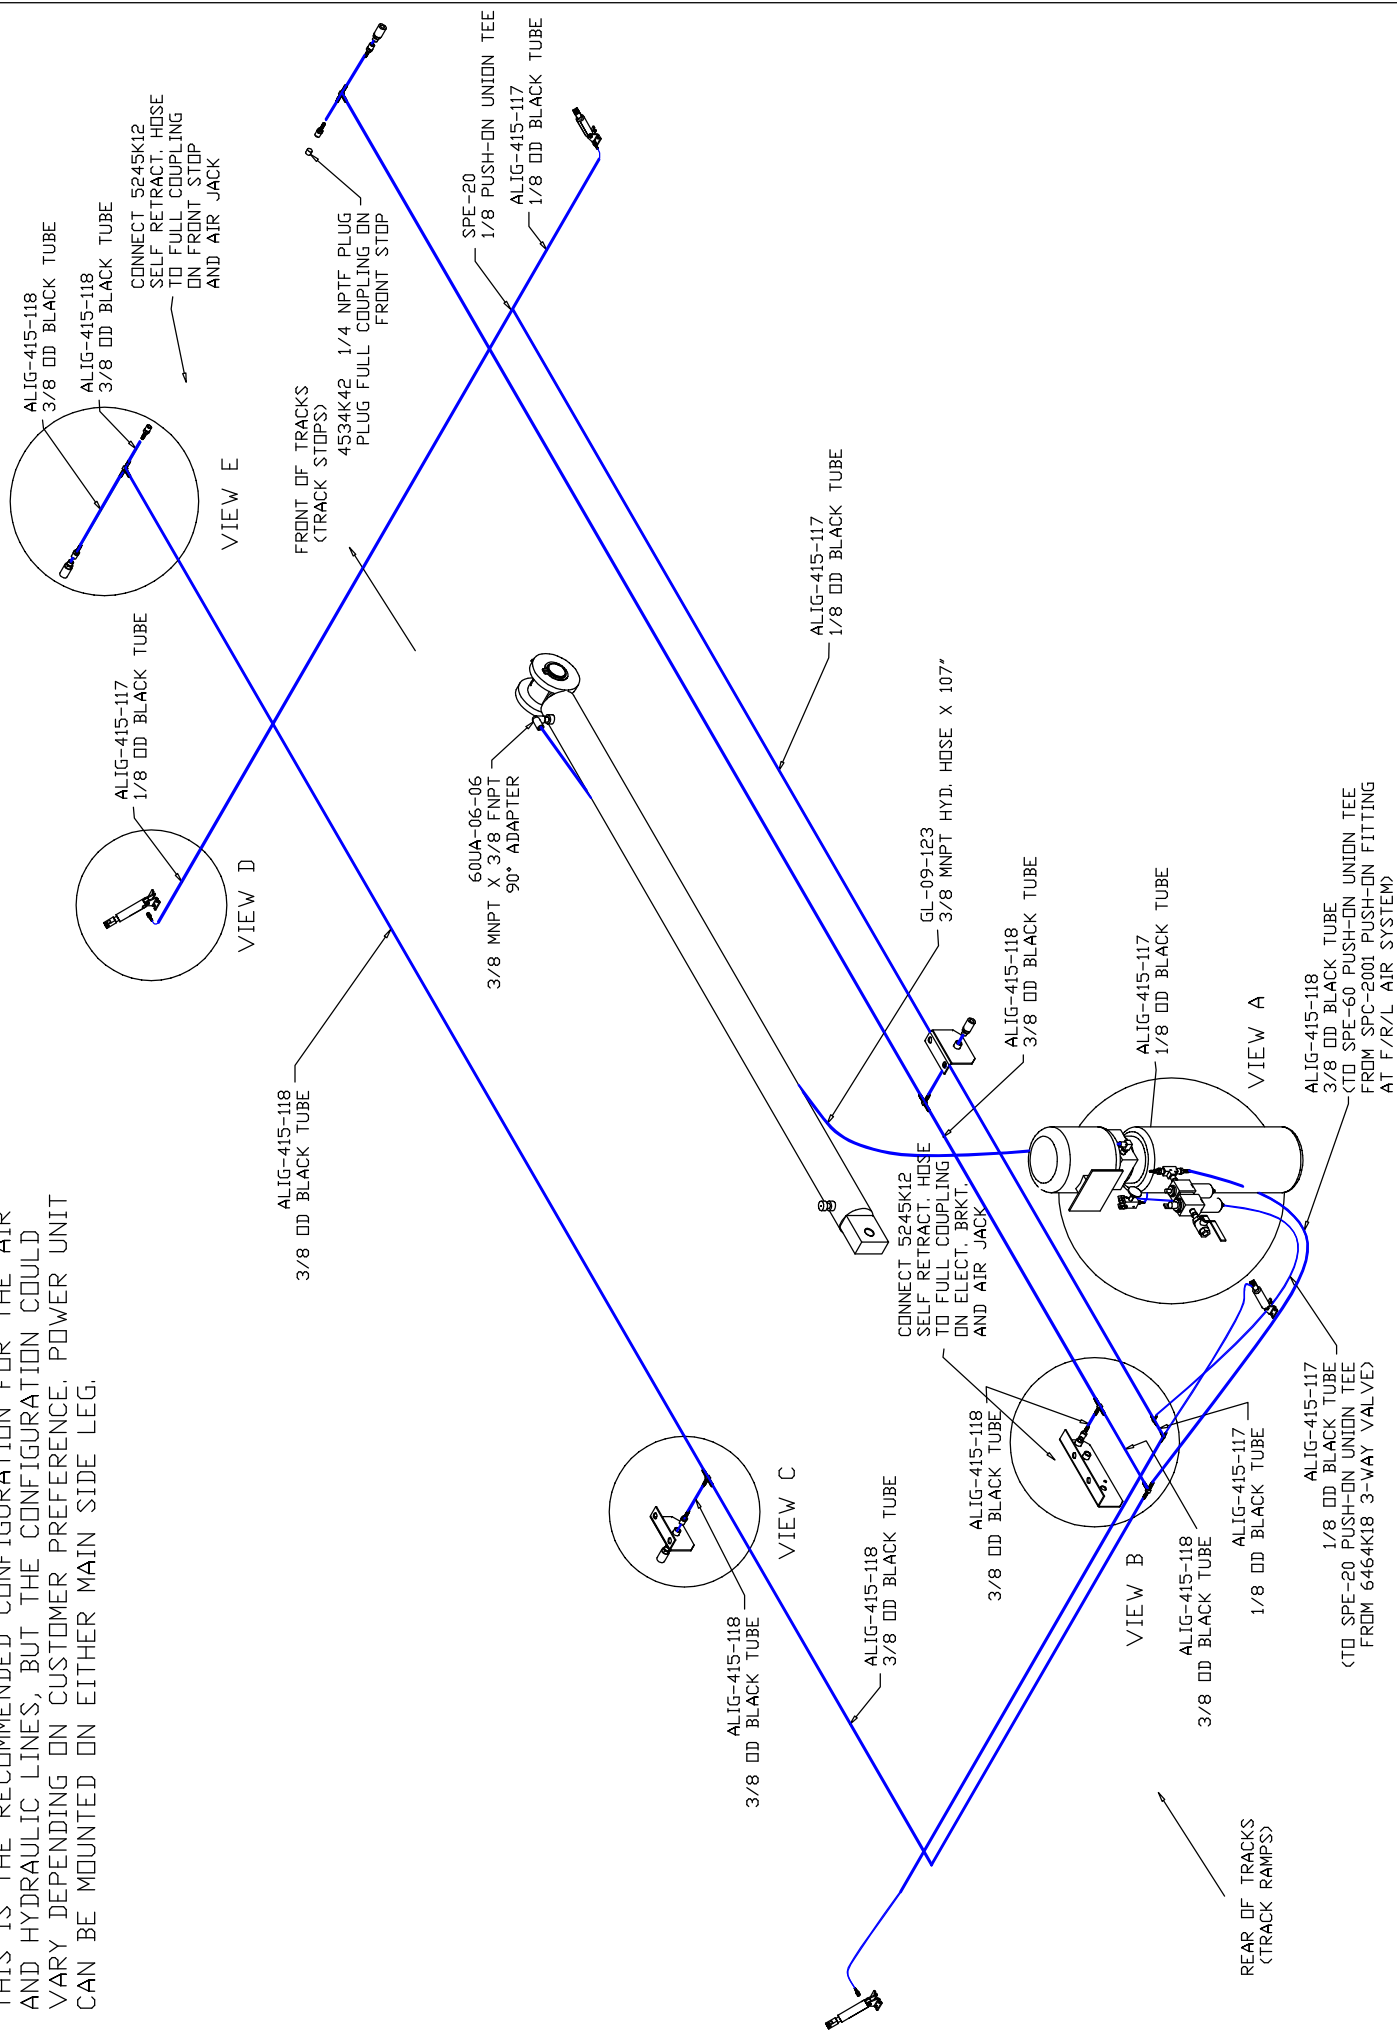 THIS IS THE RECOMMENDED CONFIGURATION FOR THE AIR
AND HYDRAULIC LINES, BUT THE CONFIGURATION COULD
VARY DEPENDING ON CUSTOMER PREFERENCE. POWER UNIT
CAN BE MOUNTED ON EITHER MAIN SIDE LEG.
ALIG-415-118
3/8 OD BLACK TUBE
ALIG-415-118
3/8 OD BLACK TUBE
CONNECT 5245K12
SELF RETRACT. HOSE
TO FULL COUPLING
ON FRONT STOP
AND AIR JACK
VIEW E
ALIG-415-117
1/8 OD BLACK TUBE
VIEW D
FRONT OF TRACKS
(TRACK STOPS)
4534K42 1/4 NPTF PLUG
PLUG FULL COUPLING ON
FRONT STOP
SPE-20
1/8 PUSH-ON UNION TEE
ALIG-415-117
1/8 OD BLACK TUBE
ALIG-415-118
3/8 OD BLACK TUBE
60UA-06-06
3/8 MNPT X 3/8 FNPT
90° ADAPTER
ALIG-415-117
1/8 OD BLACK TUBE
GL-09-123
3/8 MNPT HYD. HOSE X 107"
ALIG-415-118
3/8 OD BLACK TUBE
CONNECT 5245K12
SELF RETRACT. HOSE
TO FULL COUPLING
ON ELECT. BRKT.
AND AIR JACK
ALIG-415-117
1/8 OD BLACK TUBE
VIEW A
VIEW C
ALIG-415-118
3/8 OD BLACK TUBE
ALIG-415-118
3/8 OD BLACK TUBE
ALIG-415-118
3/8 OD BLACK TUBE
VIEW B
ALIG-415-118
3/8 OD BLACK TUBE
ALIG-415-117
1/8 OD BLACK TUBE
ALIG-415-118
3/8 OD BLACK TUBE
(TO SPE-60 PUSH-ON UNION TEE
FROM SPC-2001 PUSH-ON FITTING
AT F/R/L AIR SYSTEM)
ALIG-415-117
1/8 OD BLACK TUBE
(TO SPE-20 PUSH-ON UNION TEE
FROM 6464K18 3-WAY VALVE)
REAR OF TRACKS
(TRACK RAMPS)